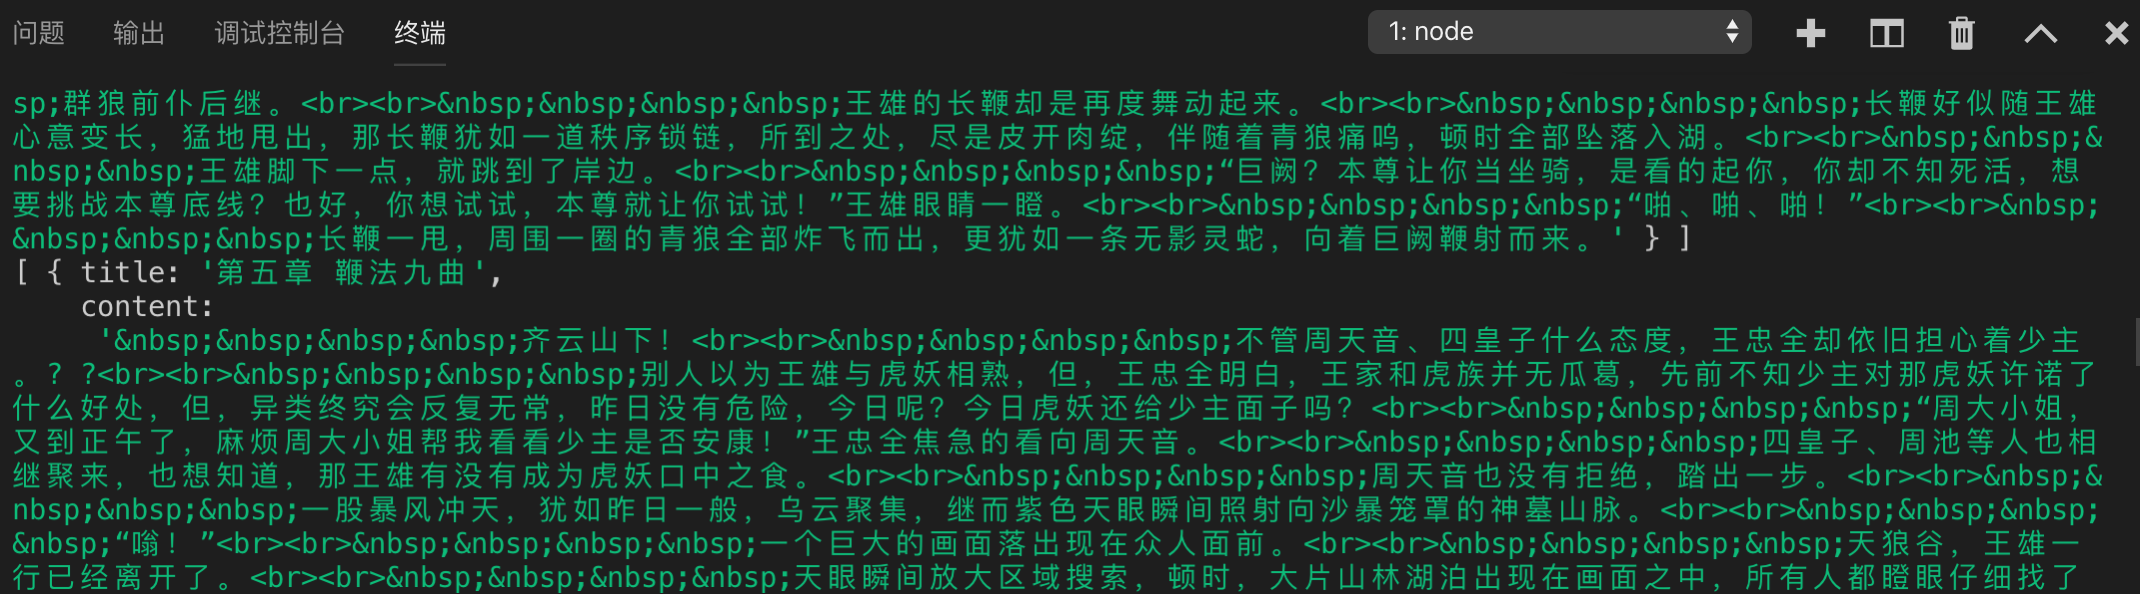 问题 输出 调试控制台 终端 1: node
sp;群狼前仆后继。<br><br>&nbsp;&nbsp;&nbsp;&nbsp;王雄的长鞭却是再度舞动起来。<br><br>&nbsp;&nbsp;&nbsp;&nbsp;长鞭好似随王雄
心意变长，猛地甩出，那长鞭犹如一道秩序锁链，所到之处，尽是皮开肉绽，伴随着青狼痛呜，顿时全部坠落入湖。<br><br>&nbsp;&nbsp;&
nbsp;&nbsp;王雄脚下一点，就跳到了岸边。<br><br>&nbsp;&nbsp;&nbsp;&nbsp;“巨阙？本尊让你当坐骑，是看的起你，你却不知死活，想
要挑战本尊底线？也好，你想试试，本尊就让你试试！”王雄眼睛一瞪。<br><br>&nbsp;&nbsp;&nbsp;&nbsp;“啪、啪、啪！”<br><br>&nbsp;
&nbsp;&nbsp;&nbsp;长鞭一甩，周围一圈的青狼全部炸飞而出，更犹如一条无影灵蛇，向着巨阙鞭射而来。' } ]
[ { title: '第五章 鞭法九曲',
content:
'&nbsp;&nbsp;&nbsp;&nbsp;齐云山下！<br><br>&nbsp;&nbsp;&nbsp;&nbsp;不管周天音、四皇子什么态度，王忠全却依旧担心着少主
。? ?<br><br>&nbsp;&nbsp;&nbsp;&nbsp;别人以为王雄与虎妖相熟，但，王忠全明白，王家和虎族并无瓜葛，先前不知少主对那虎妖许诺了
什么好处，但，异类终究会反复无常，昨日没有危险，今日呢？今日虎妖还给少主面子吗？<br><br>&nbsp;&nbsp;&nbsp;&nbsp;“周大小姐，
又到正午了，麻烦周大小姐帮我看看少主是否安康！”王忠全焦急的看向周天音。<br><br>&nbsp;&nbsp;&nbsp;&nbsp;四皇子、周池等人也相
继聚来，也想知道，那王雄有没有成为虎妖口中之食。<br><br>&nbsp;&nbsp;&nbsp;&nbsp;周天音也没有拒绝，踏出一步。<br><br>&nbsp;&
nbsp;&nbsp;&nbsp;一股暴风冲天，犹如昨日一般，乌云聚集，继而紫色天眼瞬间照射向沙暴笼罩的神墓山脉。<br><br>&nbsp;&nbsp;&nbsp;
&nbsp;“嗡！”<br><br>&nbsp;&nbsp;&nbsp;&nbsp;一个巨大的画面落出现在众人面前。<br><br>&nbsp;&nbsp;&nbsp;&nbsp;天狼谷，王雄一
行已经离开了。<br><br>&nbsp;&nbsp;&nbsp;&nbsp;天眼瞬间放大区域搜索，顿时，大片山林湖泊出现在画面之中，所有人都瞪眼仔细找了